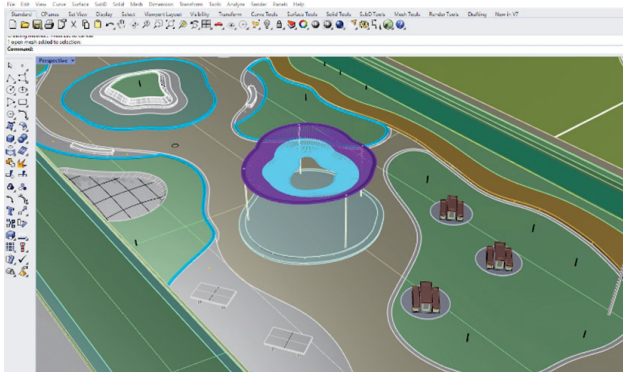 File Edit View Curve Surface SubD Solid Mesh Dimension Transform Tools Analyze Render Panels Help
Standard CPlanes Set View Display Select Viewport Layout Visibility Transform Curve Tools Surface Tools Solid Tools SubD Tools Mesh Tools Render Tools Drafting New in V7
1 open mesh added to selection.
Command:
Perspective